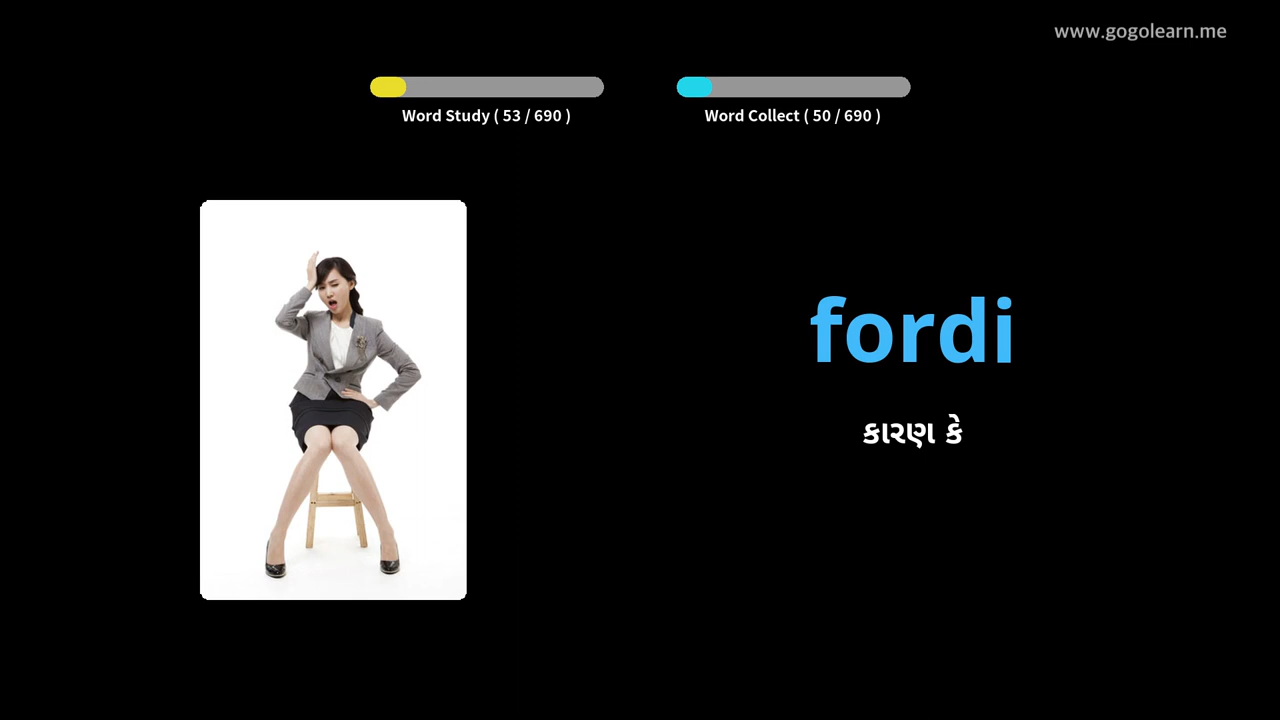 www.gogolearn.me
Word Study ( 53 / 690 )
Word Collect ( 50 / 690 )
fordi
કારણ કે